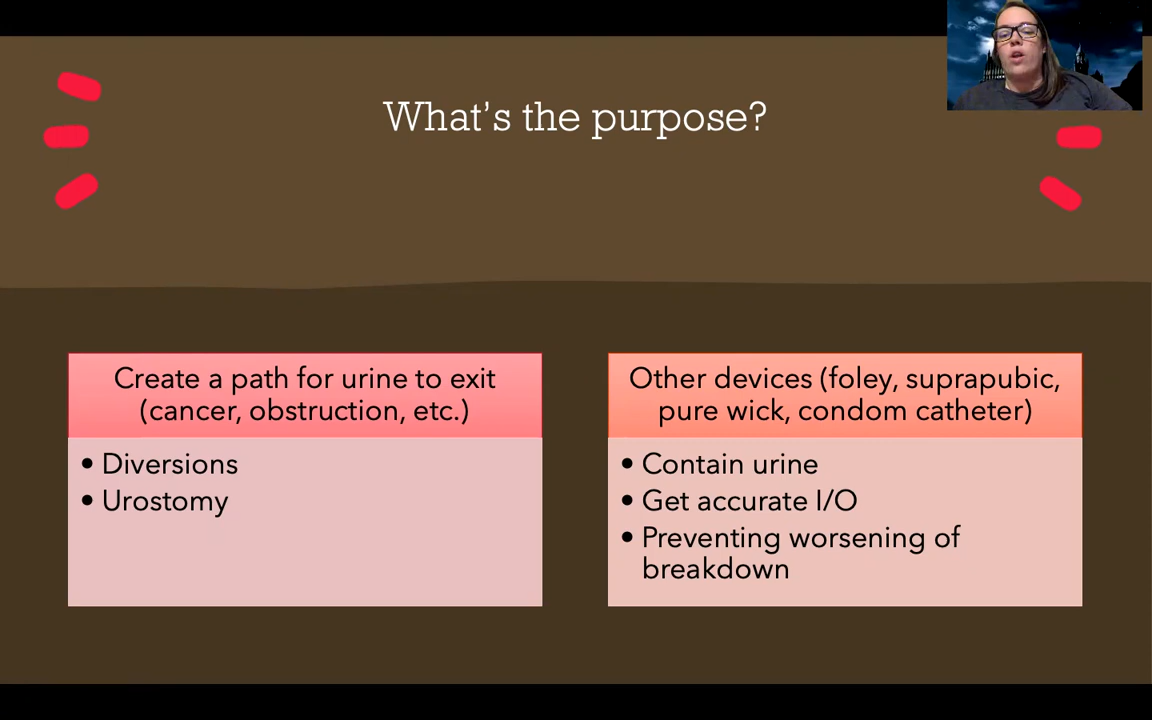 What's the purpose?
Create a path for urine to exit
(cancer, obstruction, etc.)
• Diversions
• Urostomy
Other devices (foley, suprapubic,
pure wick, condom catheter)
• Contain urine
• Get accurate I/O
• Preventing worsening of
breakdown